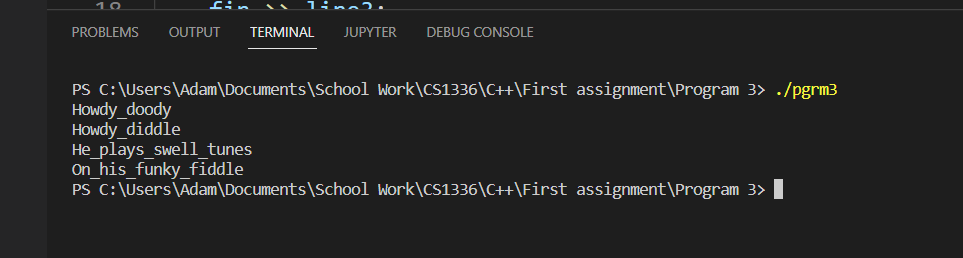 18 fin >> line3;
PROBLEMS OUTPUT TERMINAL JUPYTER DEBUG CONSOLE
PS C:\Users\Adam\Documents\School Work\CS1336\C++\First assignment\Program 3> ./pgrm3
Howdy_doody
Howdy_diddle
He_plays_swell_tunes
On_his_funky_fiddle
PS C:\Users\Adam\Documents\School Work\CS1336\C++\First assignment\Program 3>